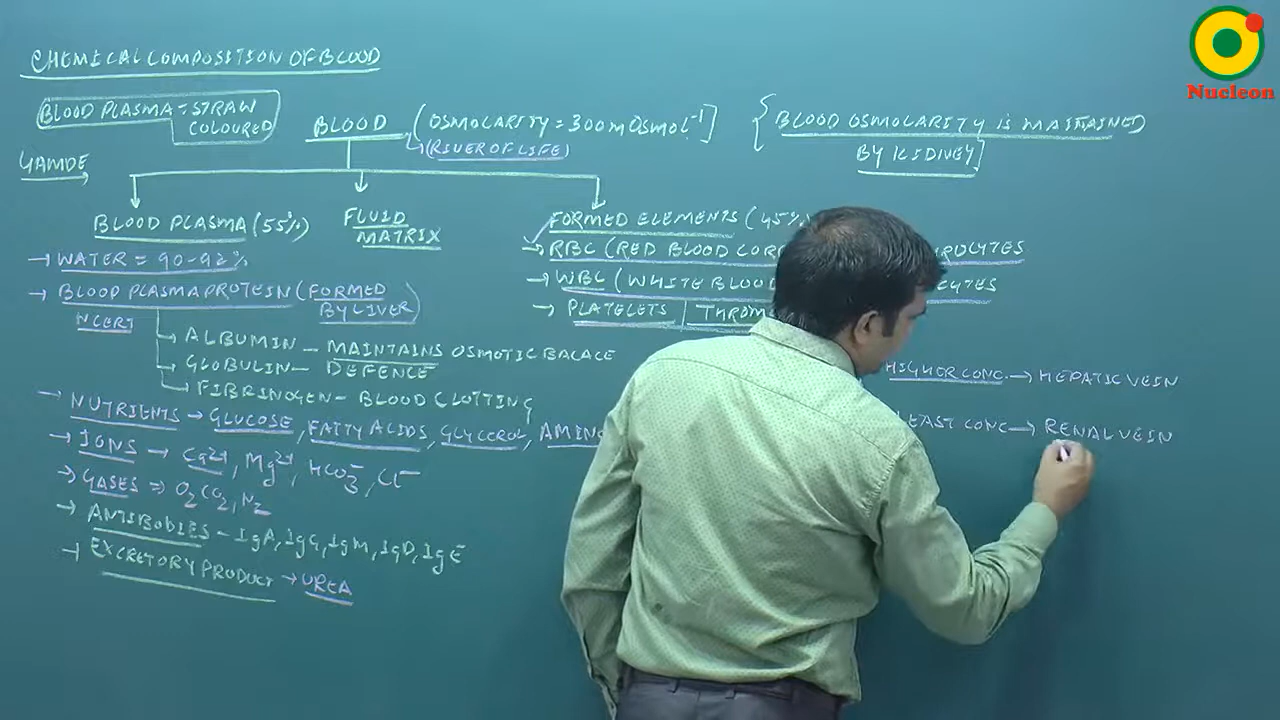 CHEMICAL COMPOSITION OF BLOOD
BLOOD PLASMA - STRAW
COLOURED
BLOOD [OSMOLARITY = 300 mOsmol⁻¹]
(RIVER OF LIFE)
{BLOOD OSMOLARITY IS MAINTAINED
BY KIDNEY]
GAMDE
BLOOD PLASMA (55%)
FLUID
MATRIX
FORMED ELEMENTS (45%)
→ WATER = 90-92%
→ BLOOD PLASMA PROTEIN (FORMED
BY LIVER)
NCERT
→ ALBUMIN - MAINTAINS OSMOTIC BALACE
→ GLOBULIN - DEFENCE
→ FIBRINOGEN - BLOOD CLOTTING
→ NUTRIENTS → GLUCOSE, FATTY ACIDS, GLYCEROL, AMINO
→ IONS → Ca²⁺, Mg²⁺, HCO₃⁻, Cl⁻
→ GASES ⇒ O₂ CO₂, N₂
→ ANTIBODIES - IgA, IgG, IgM, IgD, IgE
→ EXCRETORY PRODUCT → UREA
→ RBC (RED BLOOD
→ WBC (WHITE BLOOD
→ PLATELETS
HIGHER CONC. → HEPATIC VEIN
LEAST CONC → RENAL VEIN
Nucleon